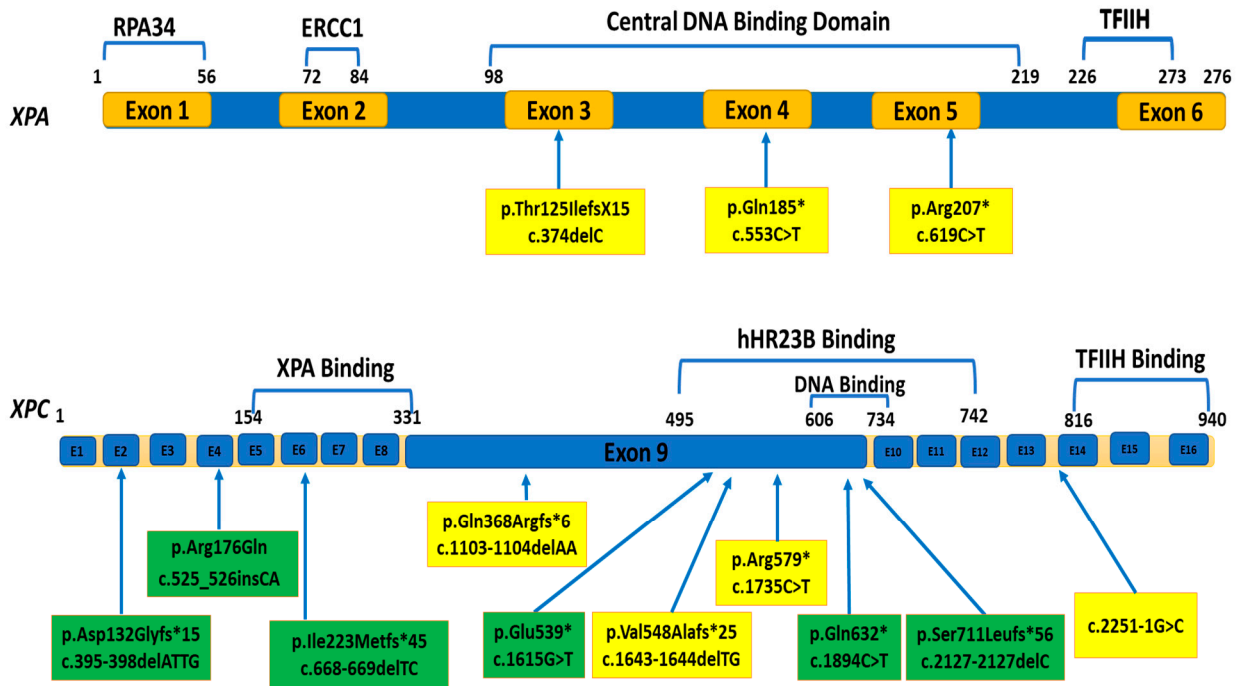 RPA34 ERCC1 Central DNA Binding Domain TFIIH
1 56 72 84 98 219 226 273 276
XPA Exon 1 Exon 2 Exon 3 Exon 4 Exon 5 Exon 6
p.Thr125IlefsX15
c.374delC
p.Gln185*
c.553C>T
p.Arg207*
c.619C>T
hHR23B Binding
XPA Binding TFIIH Binding
DNA Binding
XPC 1 154 331 495 606 734 742 816 940
E1 E2 E3 E4 E5 E6 E7 E8 Exon 9 E10 E11 E12 E13 E14 E15 E16
p.Gln368Argfs*6
c.1103-1104delAA
p.Arg176Gln
c.525_526insCA
p.Arg579*
c.1735C>T
p.Asp132Glyfs*15
c.395-398delATTG
p.Ile223Metfs*45
c.668-669delTC
p.Glu539*
c.1615G>T
p.Val548Alafs*25
c.1643-1644delTG
p.Gln632*
c.1894C>T
p.Ser711Leufs*56
c.2127-2127delC
c.2251-1G>C